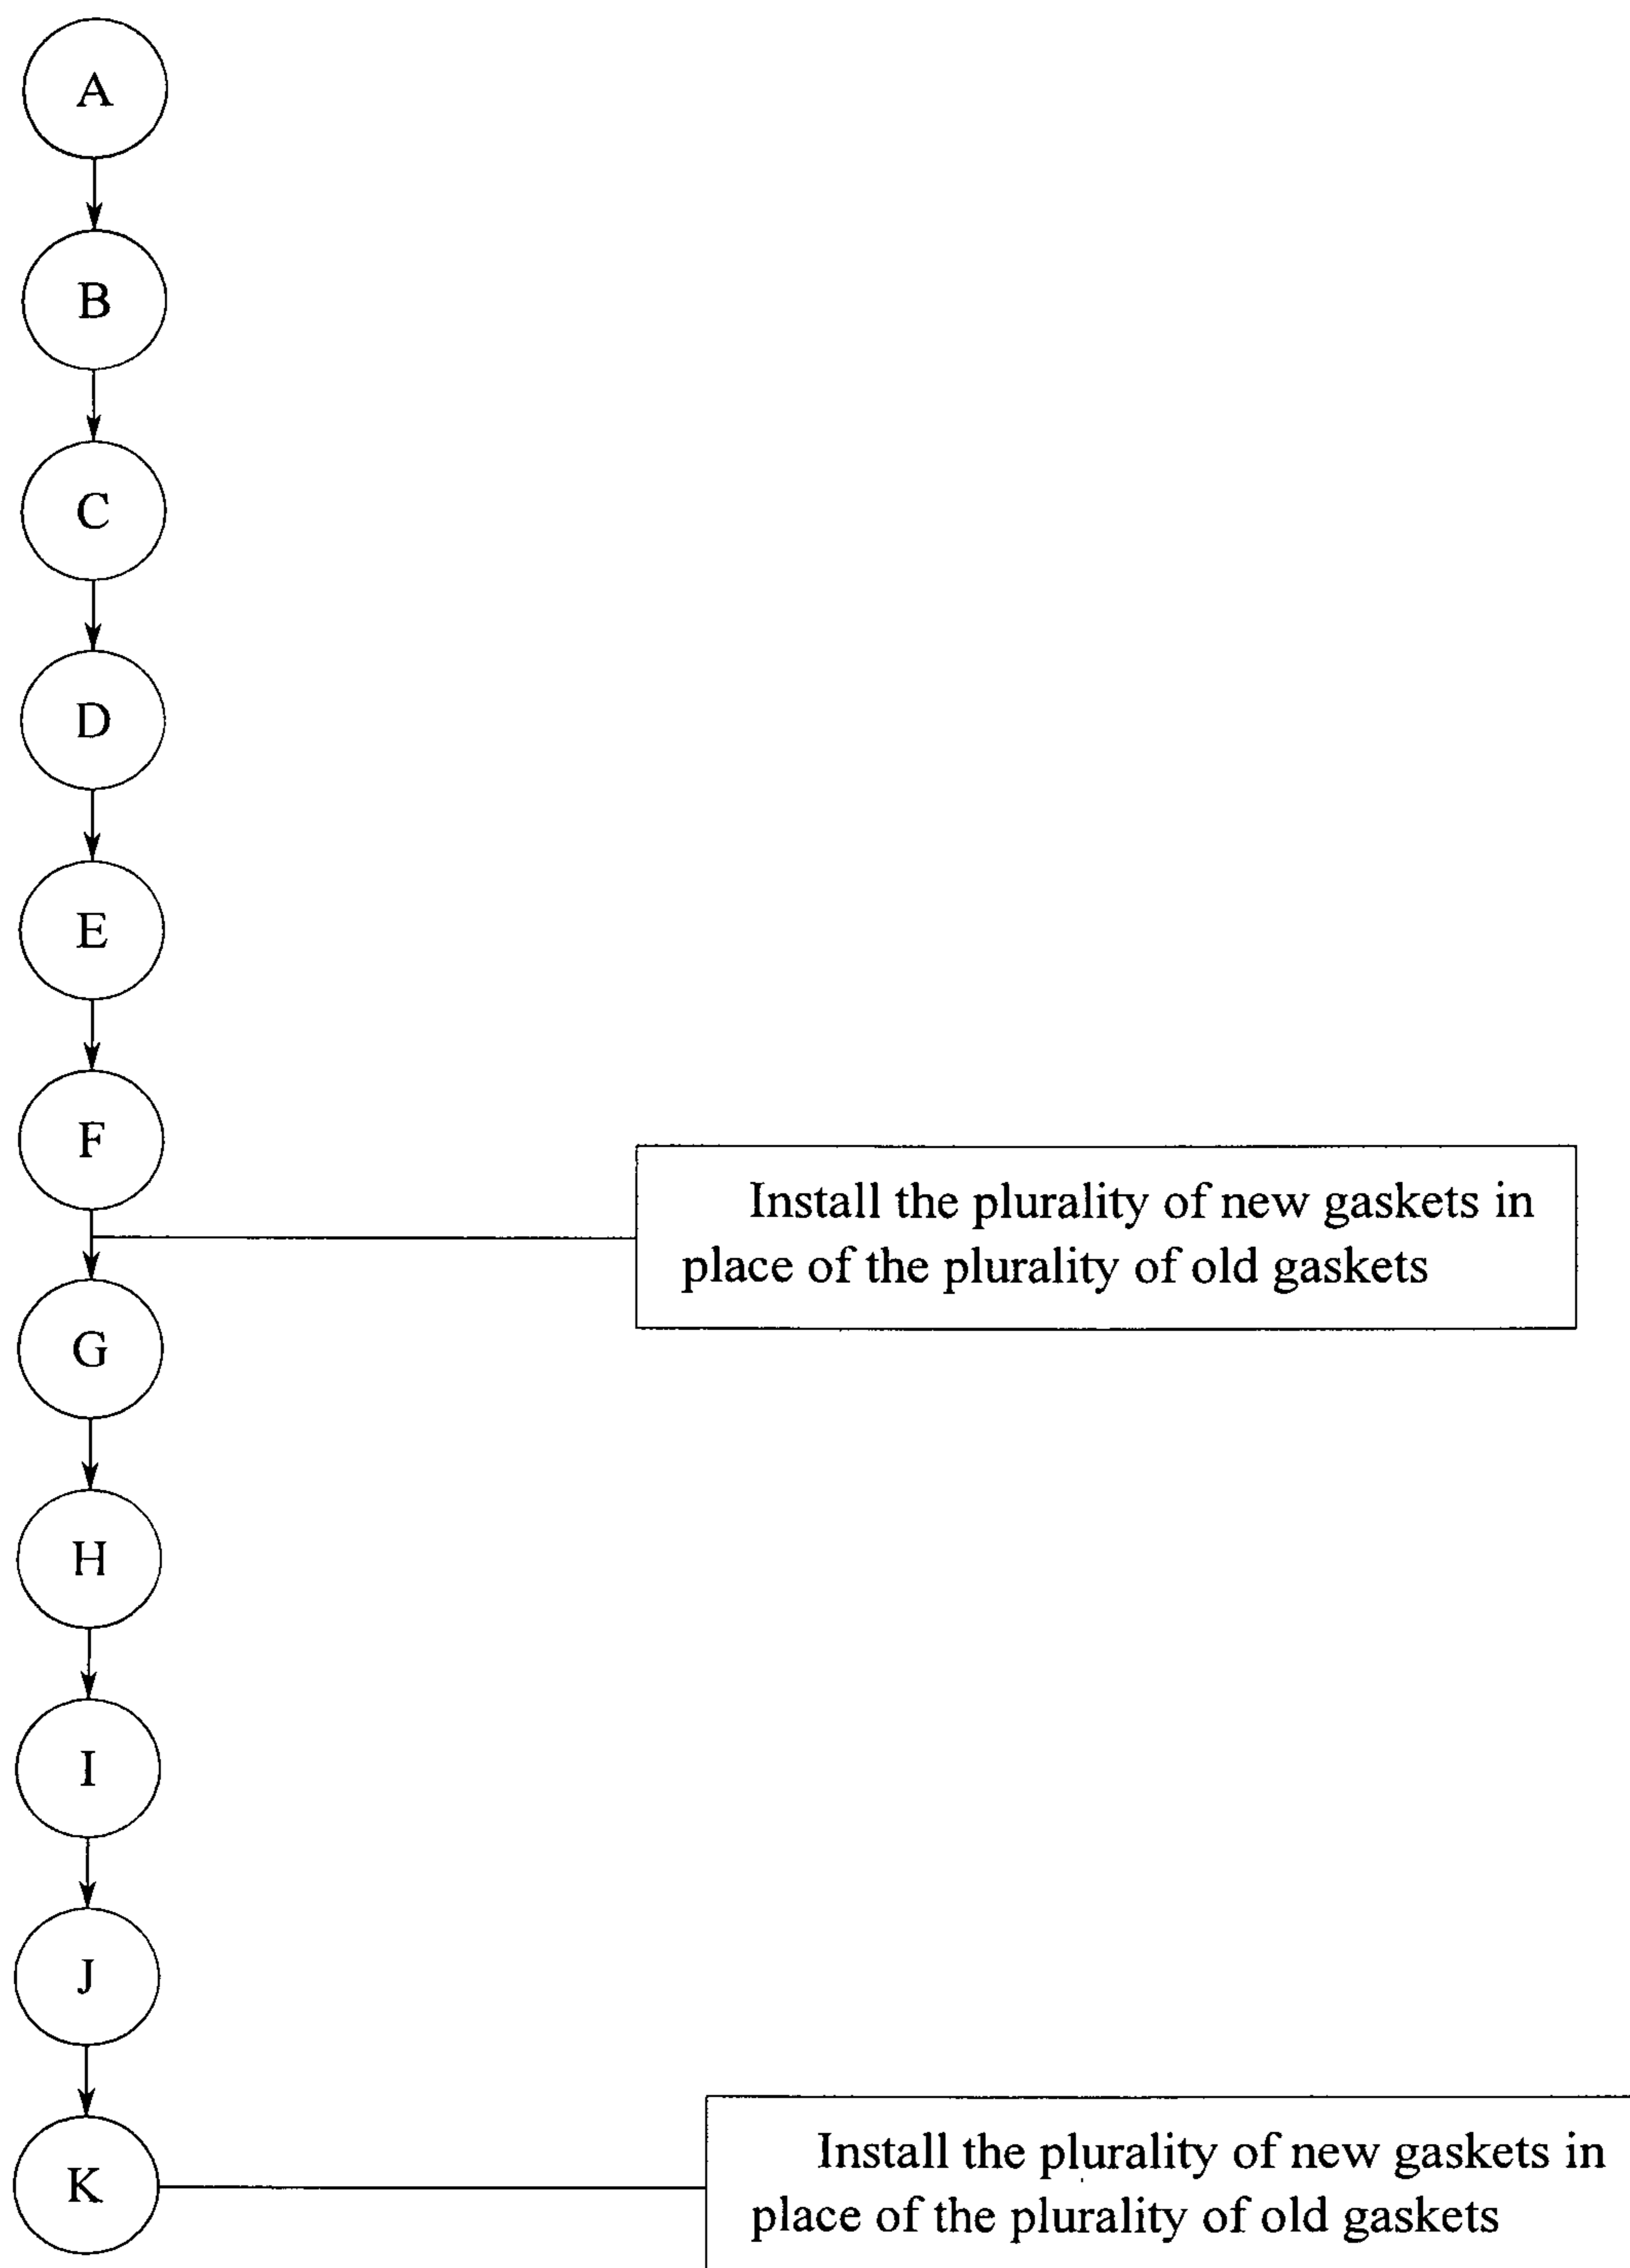 A
B
C
D
E
F
Install the plurality of new gaskets in
place of the plurality of old gaskets
G
H
I
J
K
Install the plurality of new gaskets in
place of the plurality of old gaskets